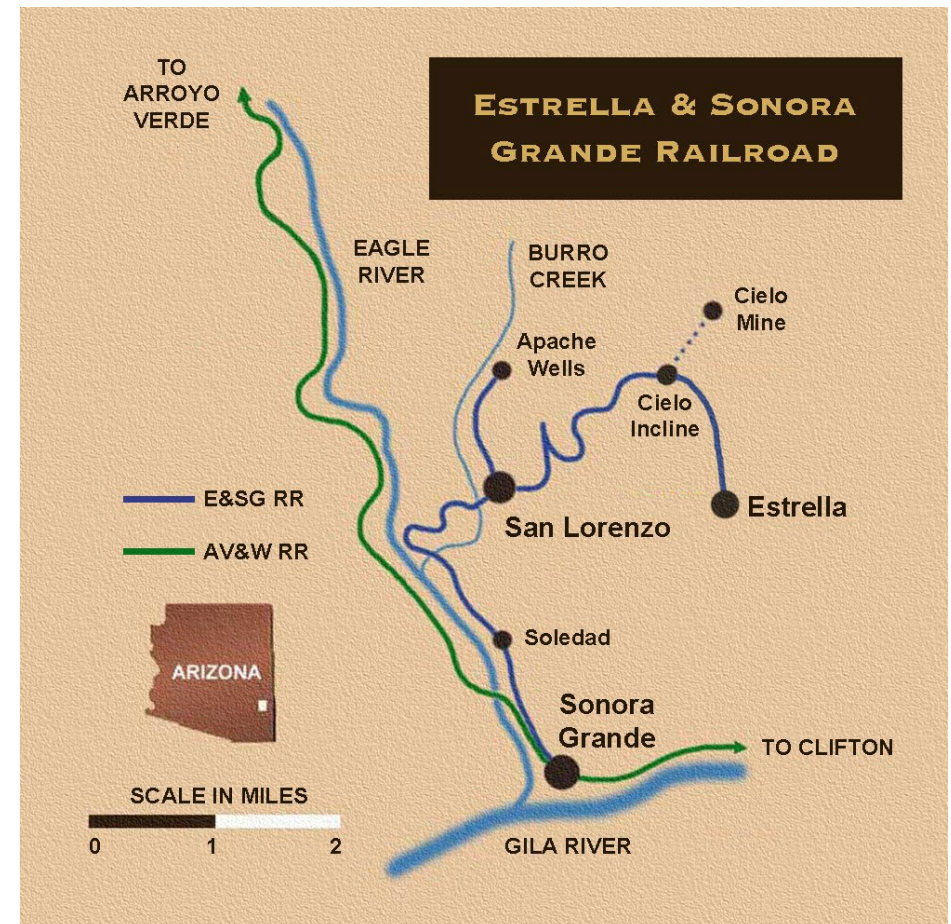 TO
ARROYO
VERDE
ESTRELLA & SONORA
GRANDE RAILROAD
EAGLE
RIVER
BURRO
CREEK
Cielo
Mine
Apache
Wells
Cielo
Incline
E&SG RR
San Lorenzo
Estrella
AV&W RR
ARIZONA
Soledad
Sonora
Grande
TO CLIFTON
SCALE IN MILES
0 1 2
GILA RIVER